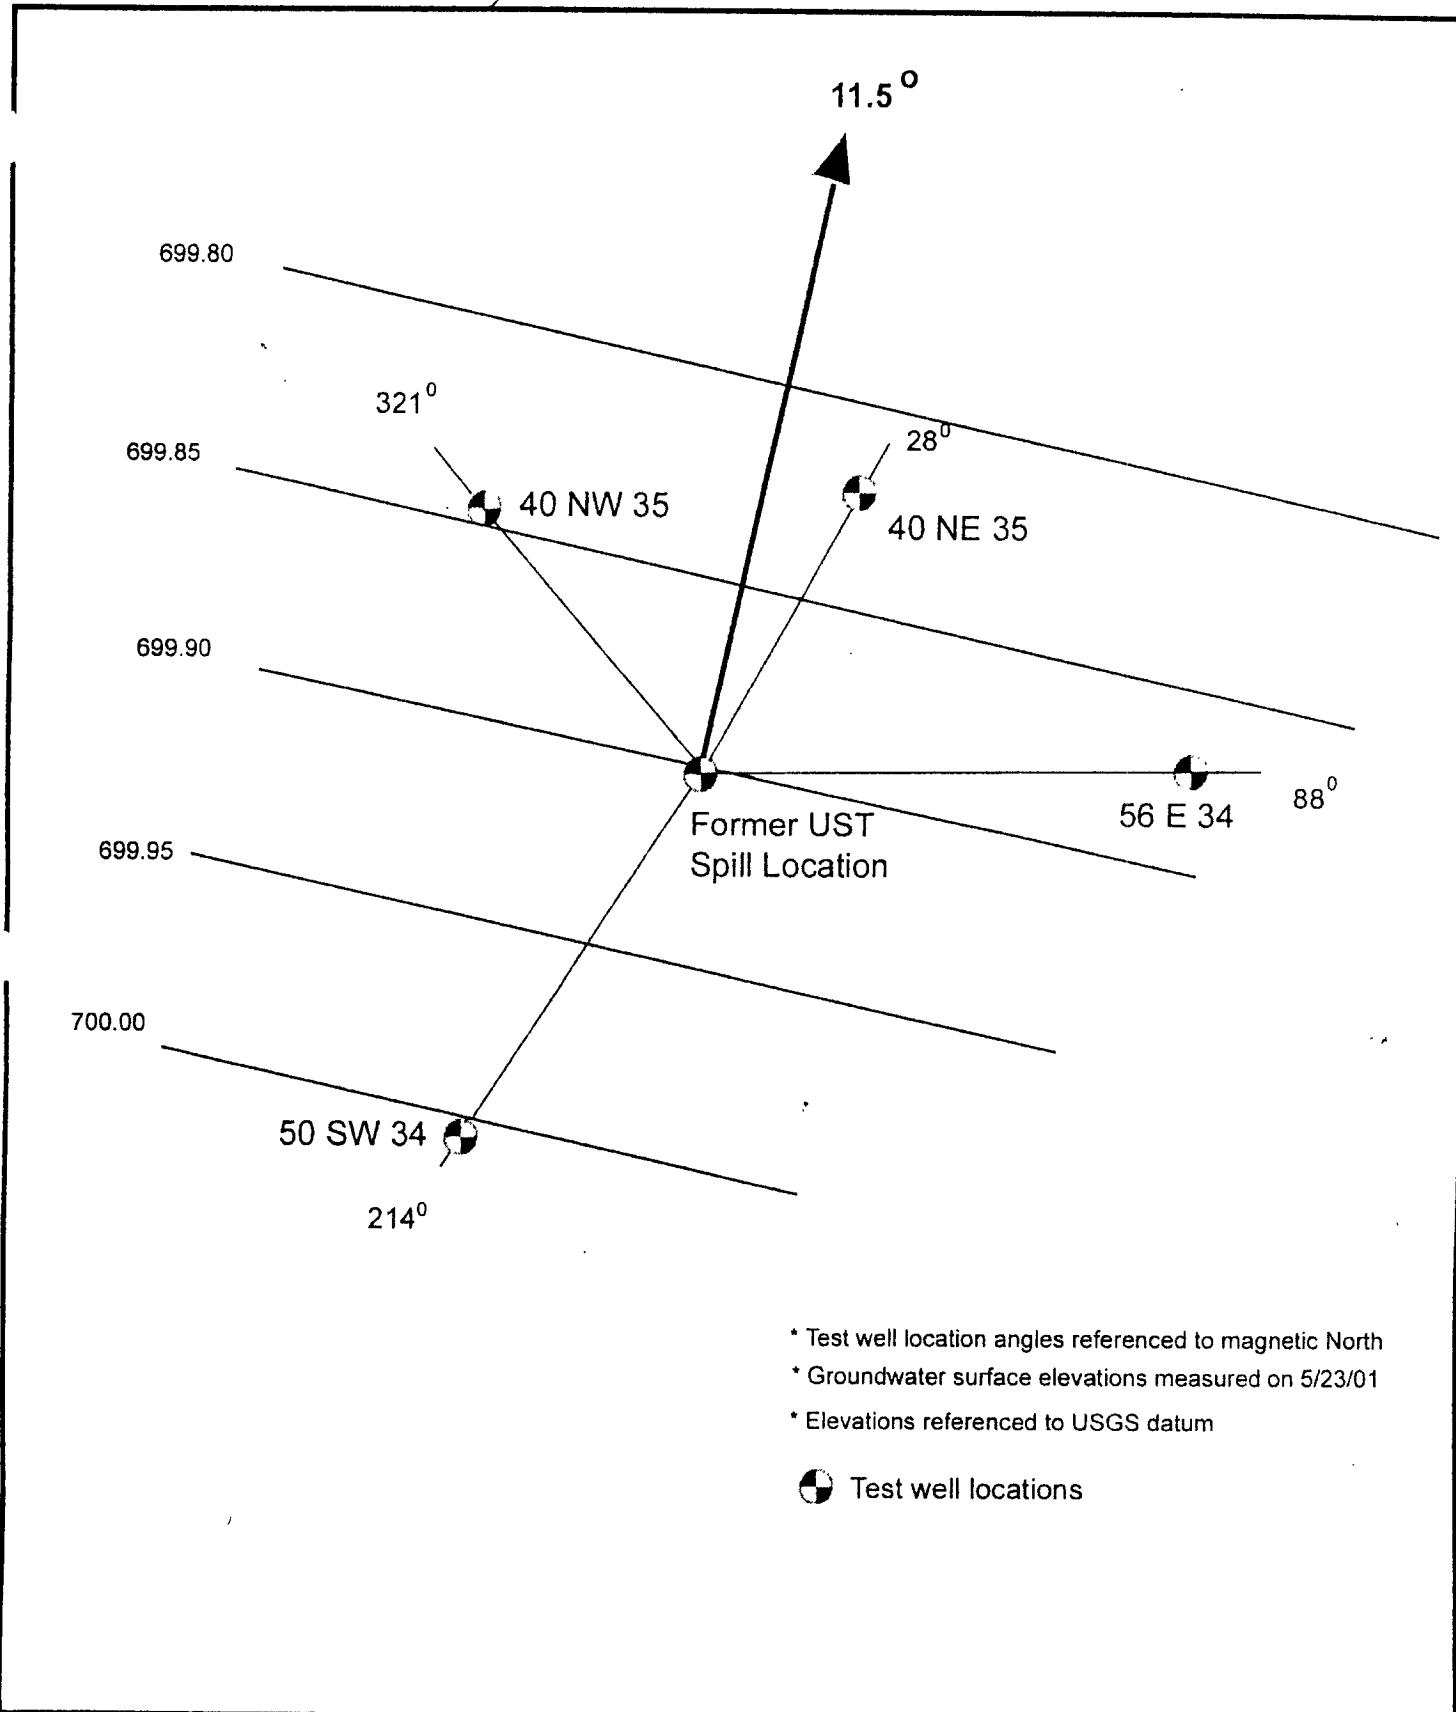 11.5°
699.80
321°
28°
699.85
40 NW 35
40 NE 35
699.90
88°
56 E 34
Former UST
Spill Location
699.95
700.00
50 SW 34
214°
* Test well location angles referenced to magnetic North
* Groundwater surface elevations measured on 5/23/01
* Elevations referenced to USGS datum
Test well locations